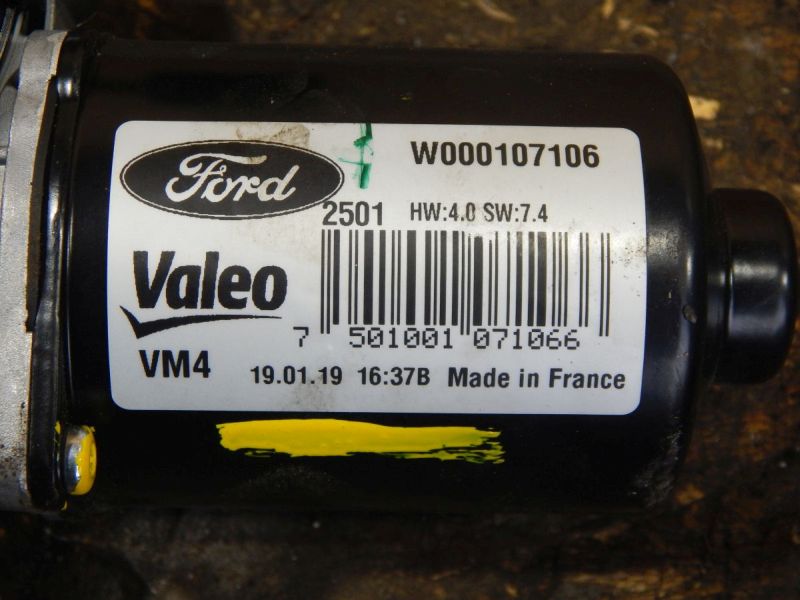 Ford
W000107106
2501 HW:4.0 SW:7.4
Valeo
7 501001 071066
VM4
19.01.19 16:37B Made in France